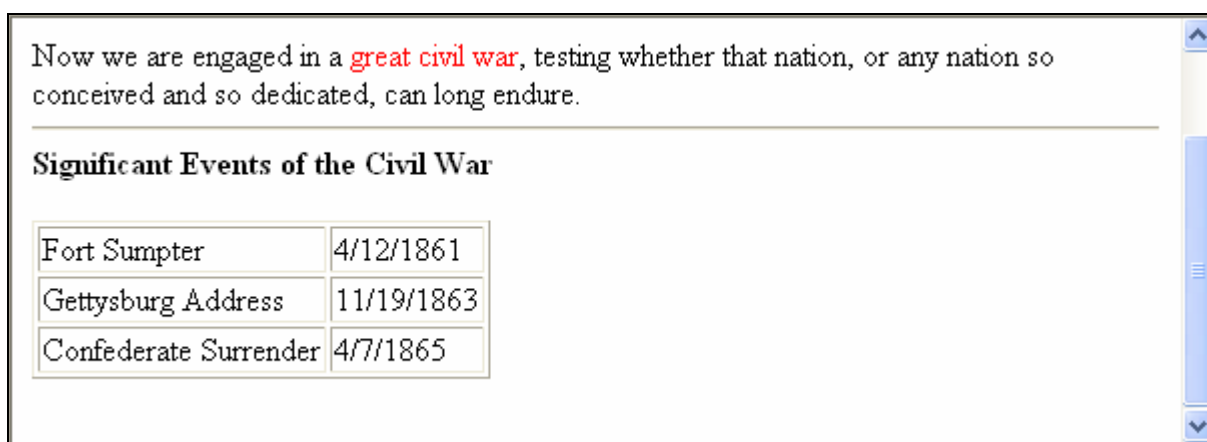 Now we are engaged in a great civil war, testing whether that nation, or any nation so
conceived and so dedicated, can long endure.
Significant Events of the Civil War
Fort Sumpter 4/12/1861
Gettysburg Address 11/19/1863
Confederate Surrender 4/7/1865